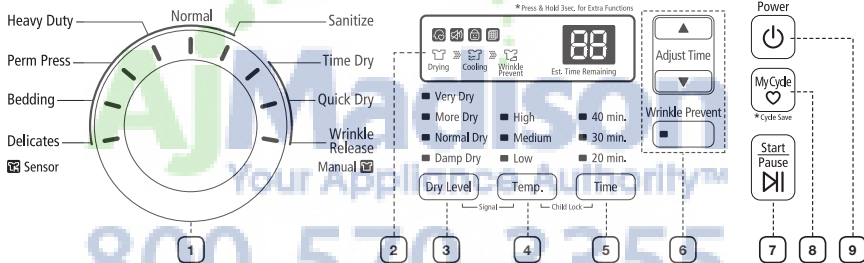 Heavy Duty
Normal
Sanitize
Perm Press
Time Dry
Bedding
Quick Dry
Delicates
Wrinkle
Release
Sensor
Manual
1
* Press & Hold 3sec. for Extra Functions
88
Drying
Cooling
Wrinkle
Prevent
Est. Time Remaining
Very Dry
More Dry
High
40 min.
Normal Dry
Medium
30 min.
Damp Dry
Low
20 min.
Dry Level
Temp.
Time
Signal
Child Lock
2
3
4
5
Adjust Time
Wrinkle Prevent
6
Power
My Cycle
* Cycle Save
Start
Pause
7
8
9
AjMadison
Your Appliance Authority™
800-570-3355